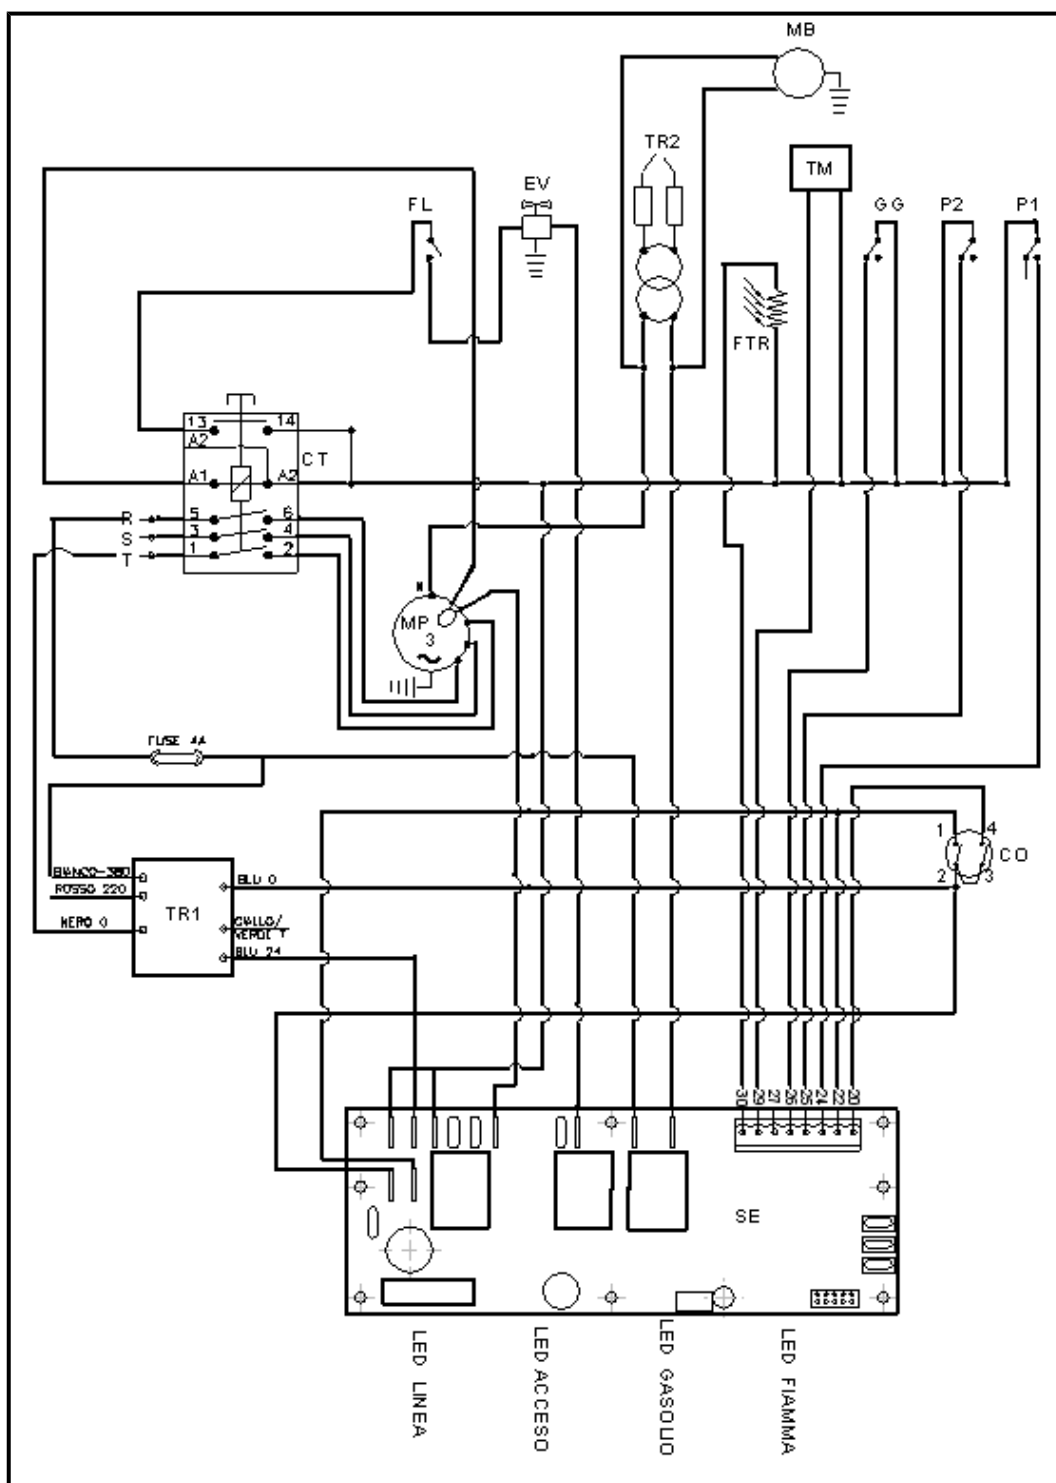 MB
TR2
TM
EV
FL
GG
P2
P1
FTR
13
14
A2
CT
A1
A2
R
5
6
S
3
4
T
1
2
N
MP
3
FUSE 4A
1
4
CO
2
3
BIANCO-380
ROSSO 220
NERO 0
TR1
BLU 0
GIALLO/
VERDE T
BLU 24
30
29
27
26
25
24
22
20
SE
LED LINEA
LED ACCESO
LED GASOLIO
LED FIAMMA